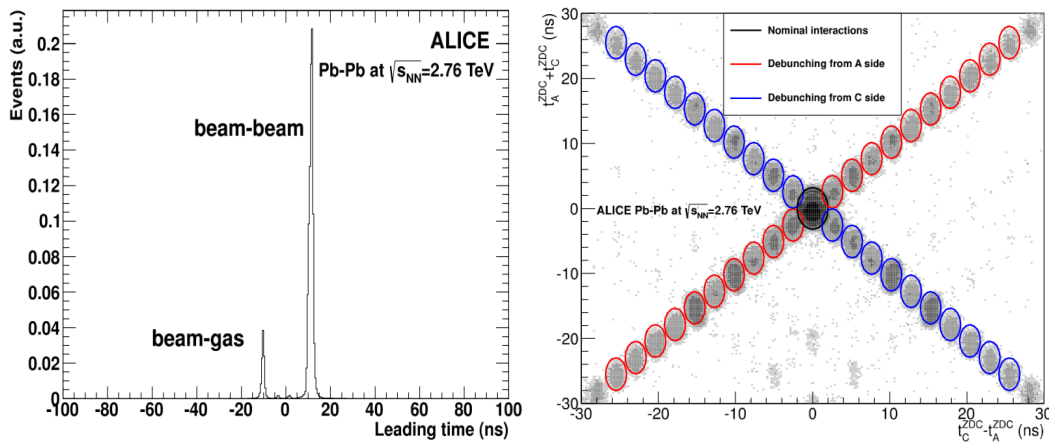 Events (a.u.)
0.2
0.18
0.16
0.14
0.12
0.1
0.08
0.06
0.04
0.02
0
ALICE
Pb-Pb at √sNN=2.76 TeV
beam-beam
beam-gas
-100 -80 -60 -40 -20 0 20 40 60 80 100
Leading time (ns)
tAZDC+tCZDC (ns)
30
20
10
0
-10
-20
-30
Nominal interactions
Debunching from A side
Debunching from C side
ALICE Pb-Pb at √sNN=2.76 TeV
-30 -20 -10 0 10 20 30
tCZDC-tAZDC (ns)